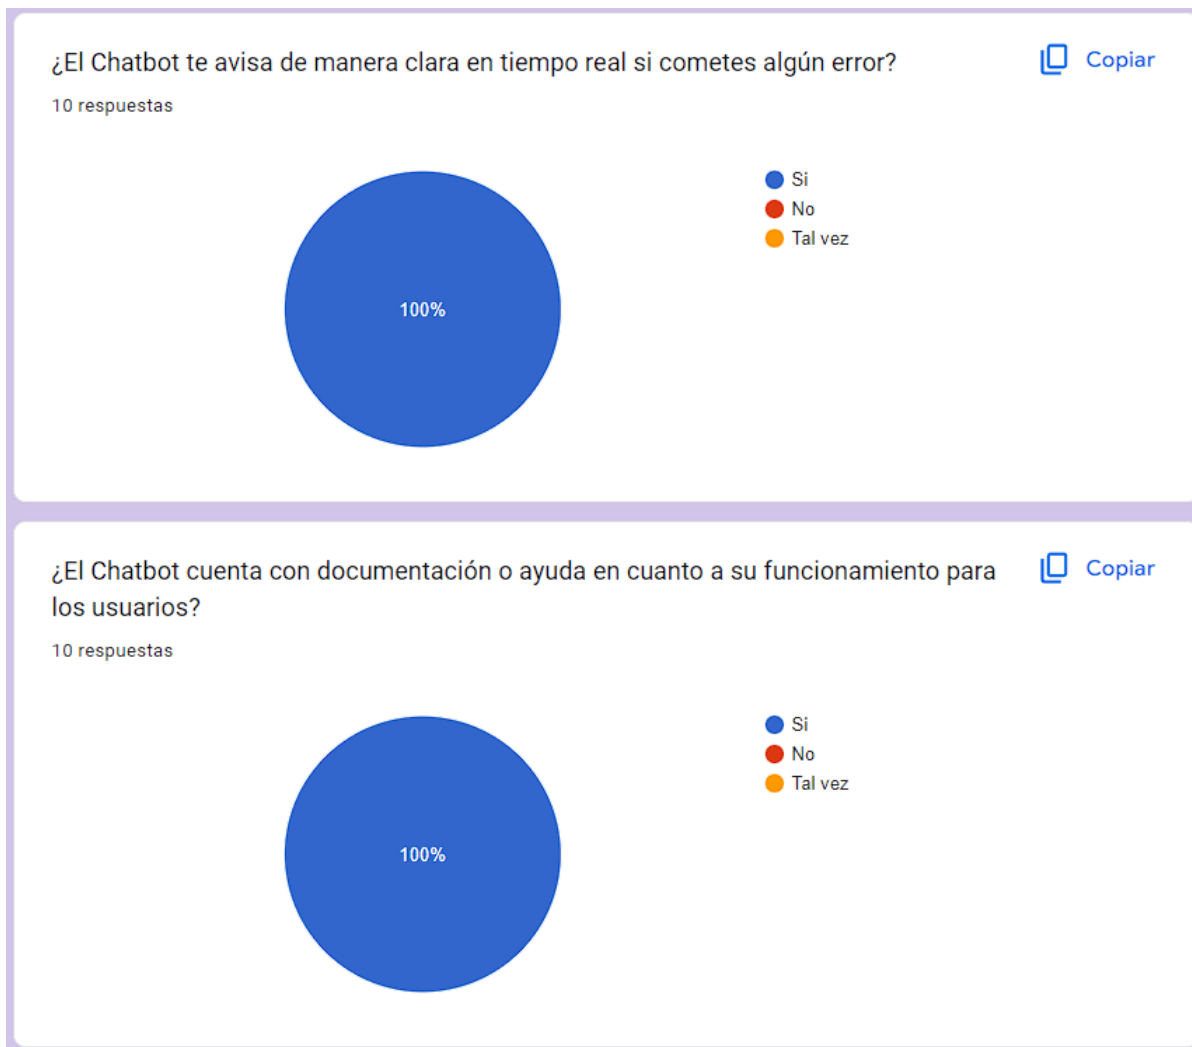 ¿El Chatbot te avisa de manera clara en tiempo real si cometes algún error?
Copiar
10 respuestas
Si
No
Tal vez
100%
¿El Chatbot cuenta con documentación o ayuda en cuanto a su funcionamiento para
los usuarios?
Copiar
10 respuestas
Si
No
Tal vez
100%